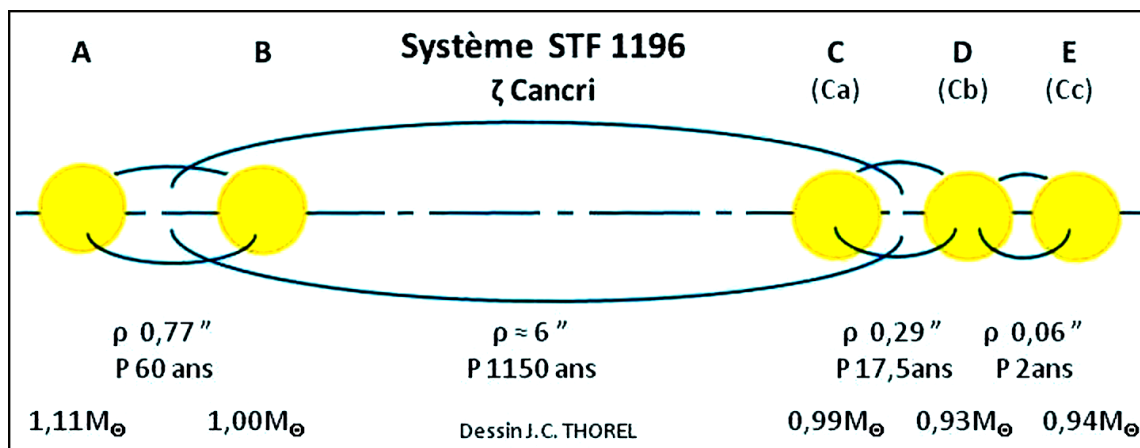 A B Système STF 1196 C D E
ζ Cancri (Ca) (Cb) (Cc)
ρ 0,77 " ρ ≈ 6 " ρ 0,29 " ρ 0,06 "
P 60 ans P 1150 ans P 17,5ans P 2ans
1,11M⊙ 1,00M⊙ Dessin J.C. THOREL 0,99M⊙ 0,93M⊙ 0,94M⊙